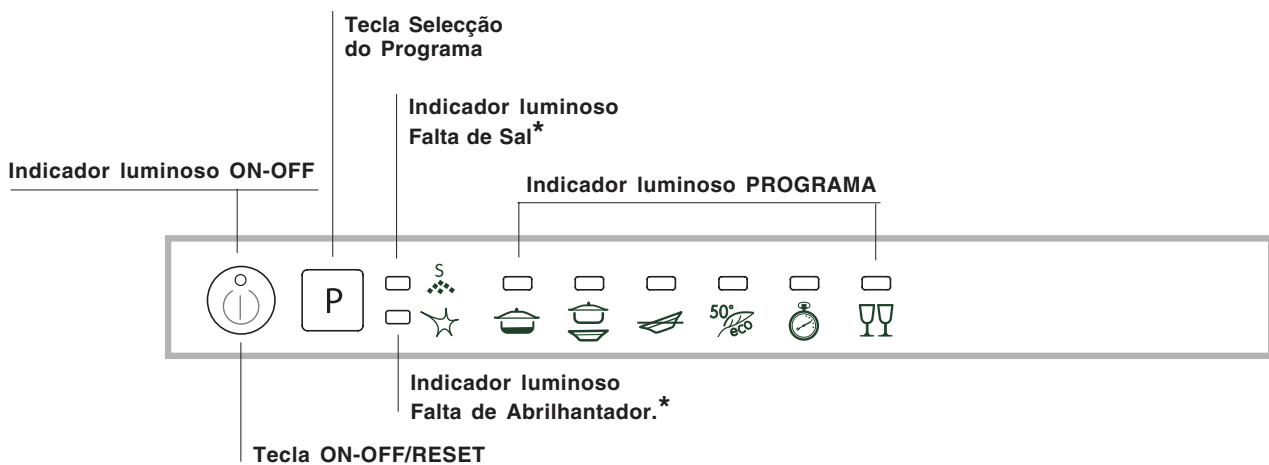 Tecla Selecção
do Programa
Indicador luminoso
Falta de Sal*
Indicador luminoso ON-OFF
Indicador luminoso PROGRAMA
P
S
50°
eco
Indicador luminoso
Falta de Abrilhantador.*
Tecla ON-OFF/RESET